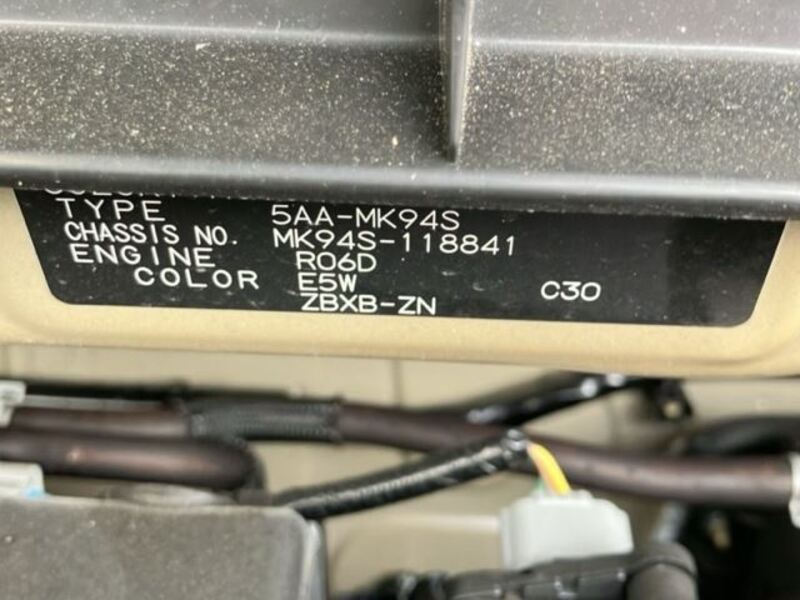 TYPE 5AA-MK94S
CHASSIS NO. MK94S-118841
ENGINE R06D
COLOR E5W C30
ZBXB-ZN